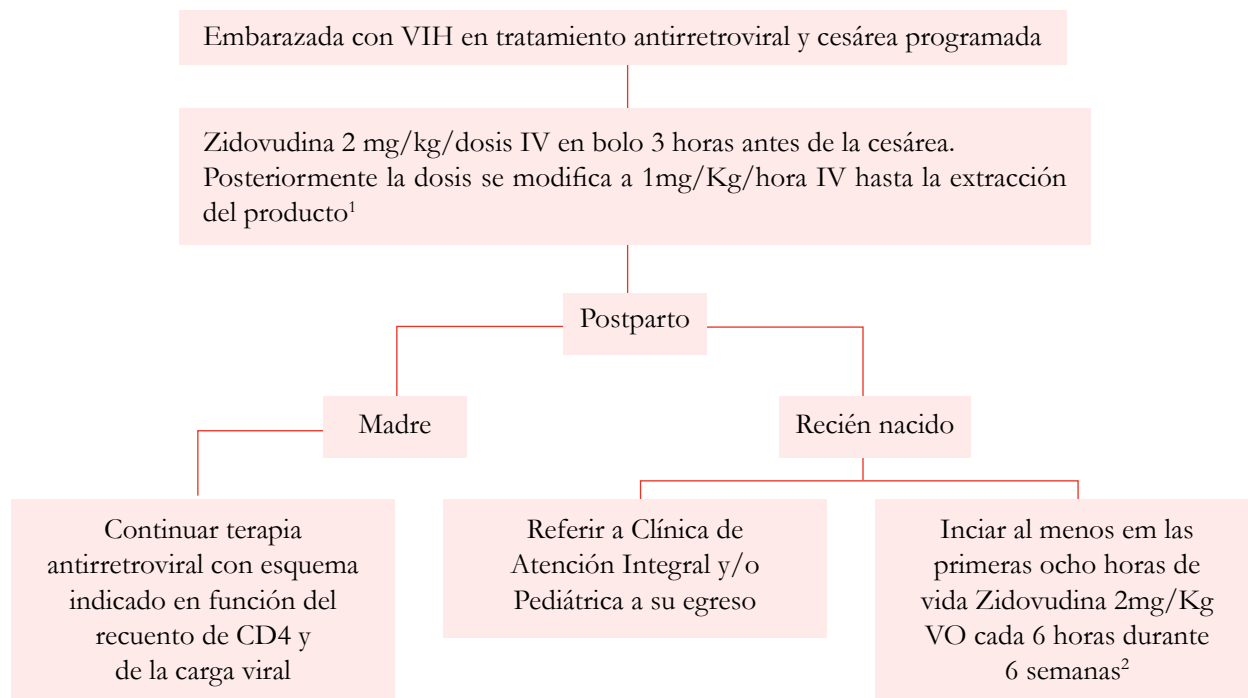 Embarazada con VIH en tratamiento antirretroviral y cesárea programada
Zidovudina 2 mg/kg/dosis IV en bolo 3 horas antes de la cesárea.
Posteriormente la dosis se modifica a 1mg/Kg/hora IV hasta la extracción
del producto¹
Postparto
Madre
Recién nacido
Continuar terapia
antirretroviral con esquema
indicado en función del
recuento de CD4 y
de la carga viral
Referir a Clínica de
Atención Integral y/o
Pediátrica a su egreso
Inciar al menos em las
primeras ocho horas de
vida Zidovudina 2mg/Kg
VO cada 6 horas durante
6 semanas²